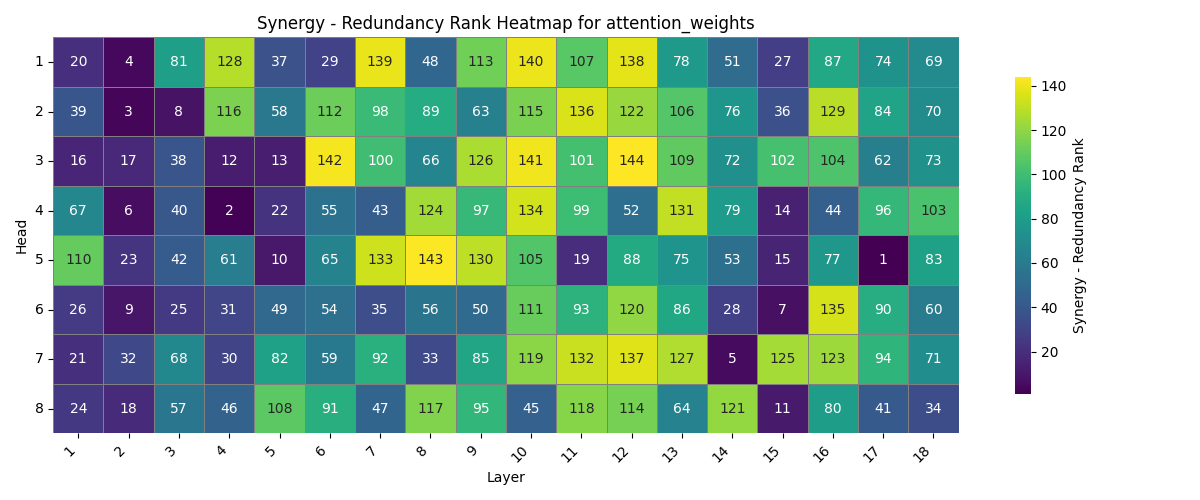 Synergy - Redundancy Rank Heatmap for attention_weights
1 20 4 81 128 37 29 139 48 113 140 107 138 78 51 27 87 74 69
2 39 3 8 116 58 112 98 89 63 115 136 122 106 76 36 129 84 70
3 16 17 38 12 13 142 100 66 126 141 101 144 109 72 102 104 62 73
4 67 6 40 2 22 55 43 124 97 134 99 52 131 79 14 44 96 103
5 110 23 42 61 10 65 133 143 130 105 19 88 75 53 15 77 1 83
6 26 9 25 31 49 54 35 56 50 111 93 120 86 28 7 135 90 60
7 21 32 68 30 82 59 92 33 85 119 132 137 127 5 125 123 94 71
8 24 18 57 46 108 91 47 117 95 45 118 114 64 121 11 80 41 34
1 2 3 4 5 6 7 8 9 10 11 12 13 14 15 16 17 18
Layer
Head
140
120
100
80
60
40
20
Synergy - Redundancy Rank